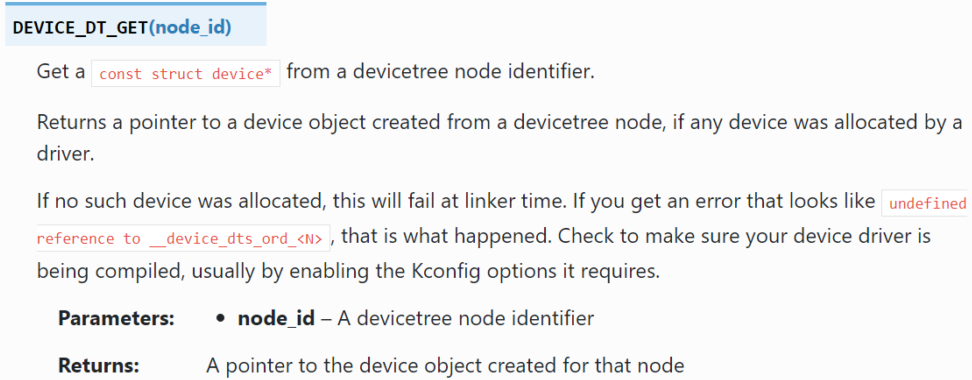 DEVICE_DT_GET(node_id)
Get a const struct device* from a devicetree node identifier.
Returns a pointer to a device object created from a devicetree node, if any device was allocated by a
driver.
If no such device was allocated, this will fail at linker time. If you get an error that looks like undefined
reference to __device_dts_ord_<N> , that is what happened. Check to make sure your device driver is
being compiled, usually by enabling the Kconfig options it requires.
Parameters: • node_id – A devicetree node identifier
Returns: A pointer to the device object created for that node